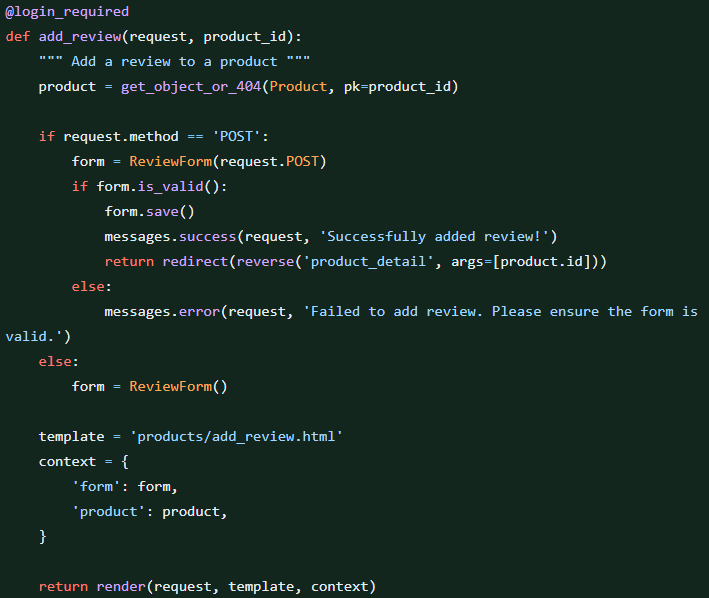 @login_required
def add_review(request, product_id):
    """ Add a review to a product """
    product = get_object_or_404(Product, pk=product_id)

    if request.method == 'POST':
        form = ReviewForm(request.POST)
        if form.is_valid():
            form.save()
            messages.success(request, 'Successfully added review!')
            return redirect(reverse('product_detail', args=[product.id]))
        else:
            messages.error(request, 'Failed to add review. Please ensure the form is
valid.')
    else:
        form = ReviewForm()

    template = 'products/add_review.html'
    context = {
        'form': form,
        'product': product,
    }

    return render(request, template, context)